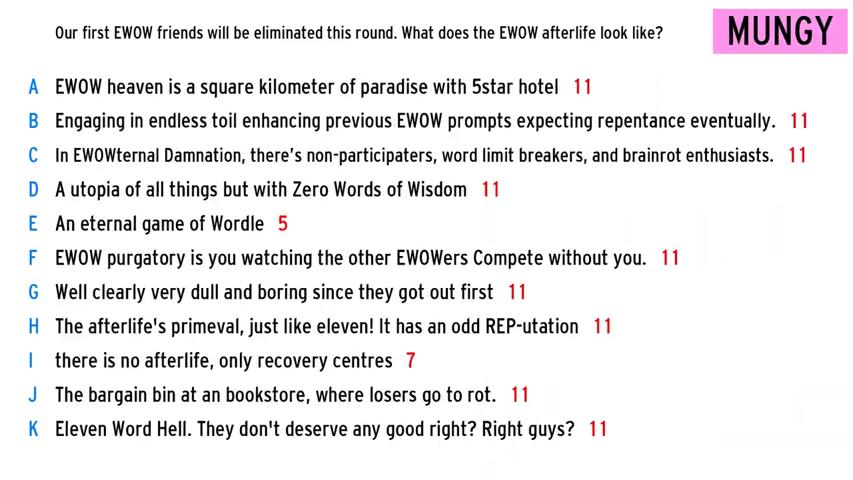 Our first EWOW friends will be eliminated this round. What does the EWOW afterlife look like?
MUNGY
A EWOW heaven is a square kilometer of paradise with 5star hotel 11
B Engaging in endless toil enhancing previous EWOW prompts expecting repentance eventually. 11
C In EWOWternal Damnation, there's non-participaters, word limit breakers, and brainrot enthusiasts. 11
D A utopia of all things but with Zero Words of Wisdom 11
E An eternal game of Wordle 5
F EWOW purgatory is you watching the other EWOWers Compete without you. 11
G Well clearly very dull and boring since they got out first 11
H The afterlife's primeval, just like eleven! It has an odd REP-utation 11
I there is no afterlife, only recovery centres 7
J The bargain bin at an bookstore, where losers go to rot. 11
K Eleven Word Hell. They don't deserve any good right? Right guys? 11